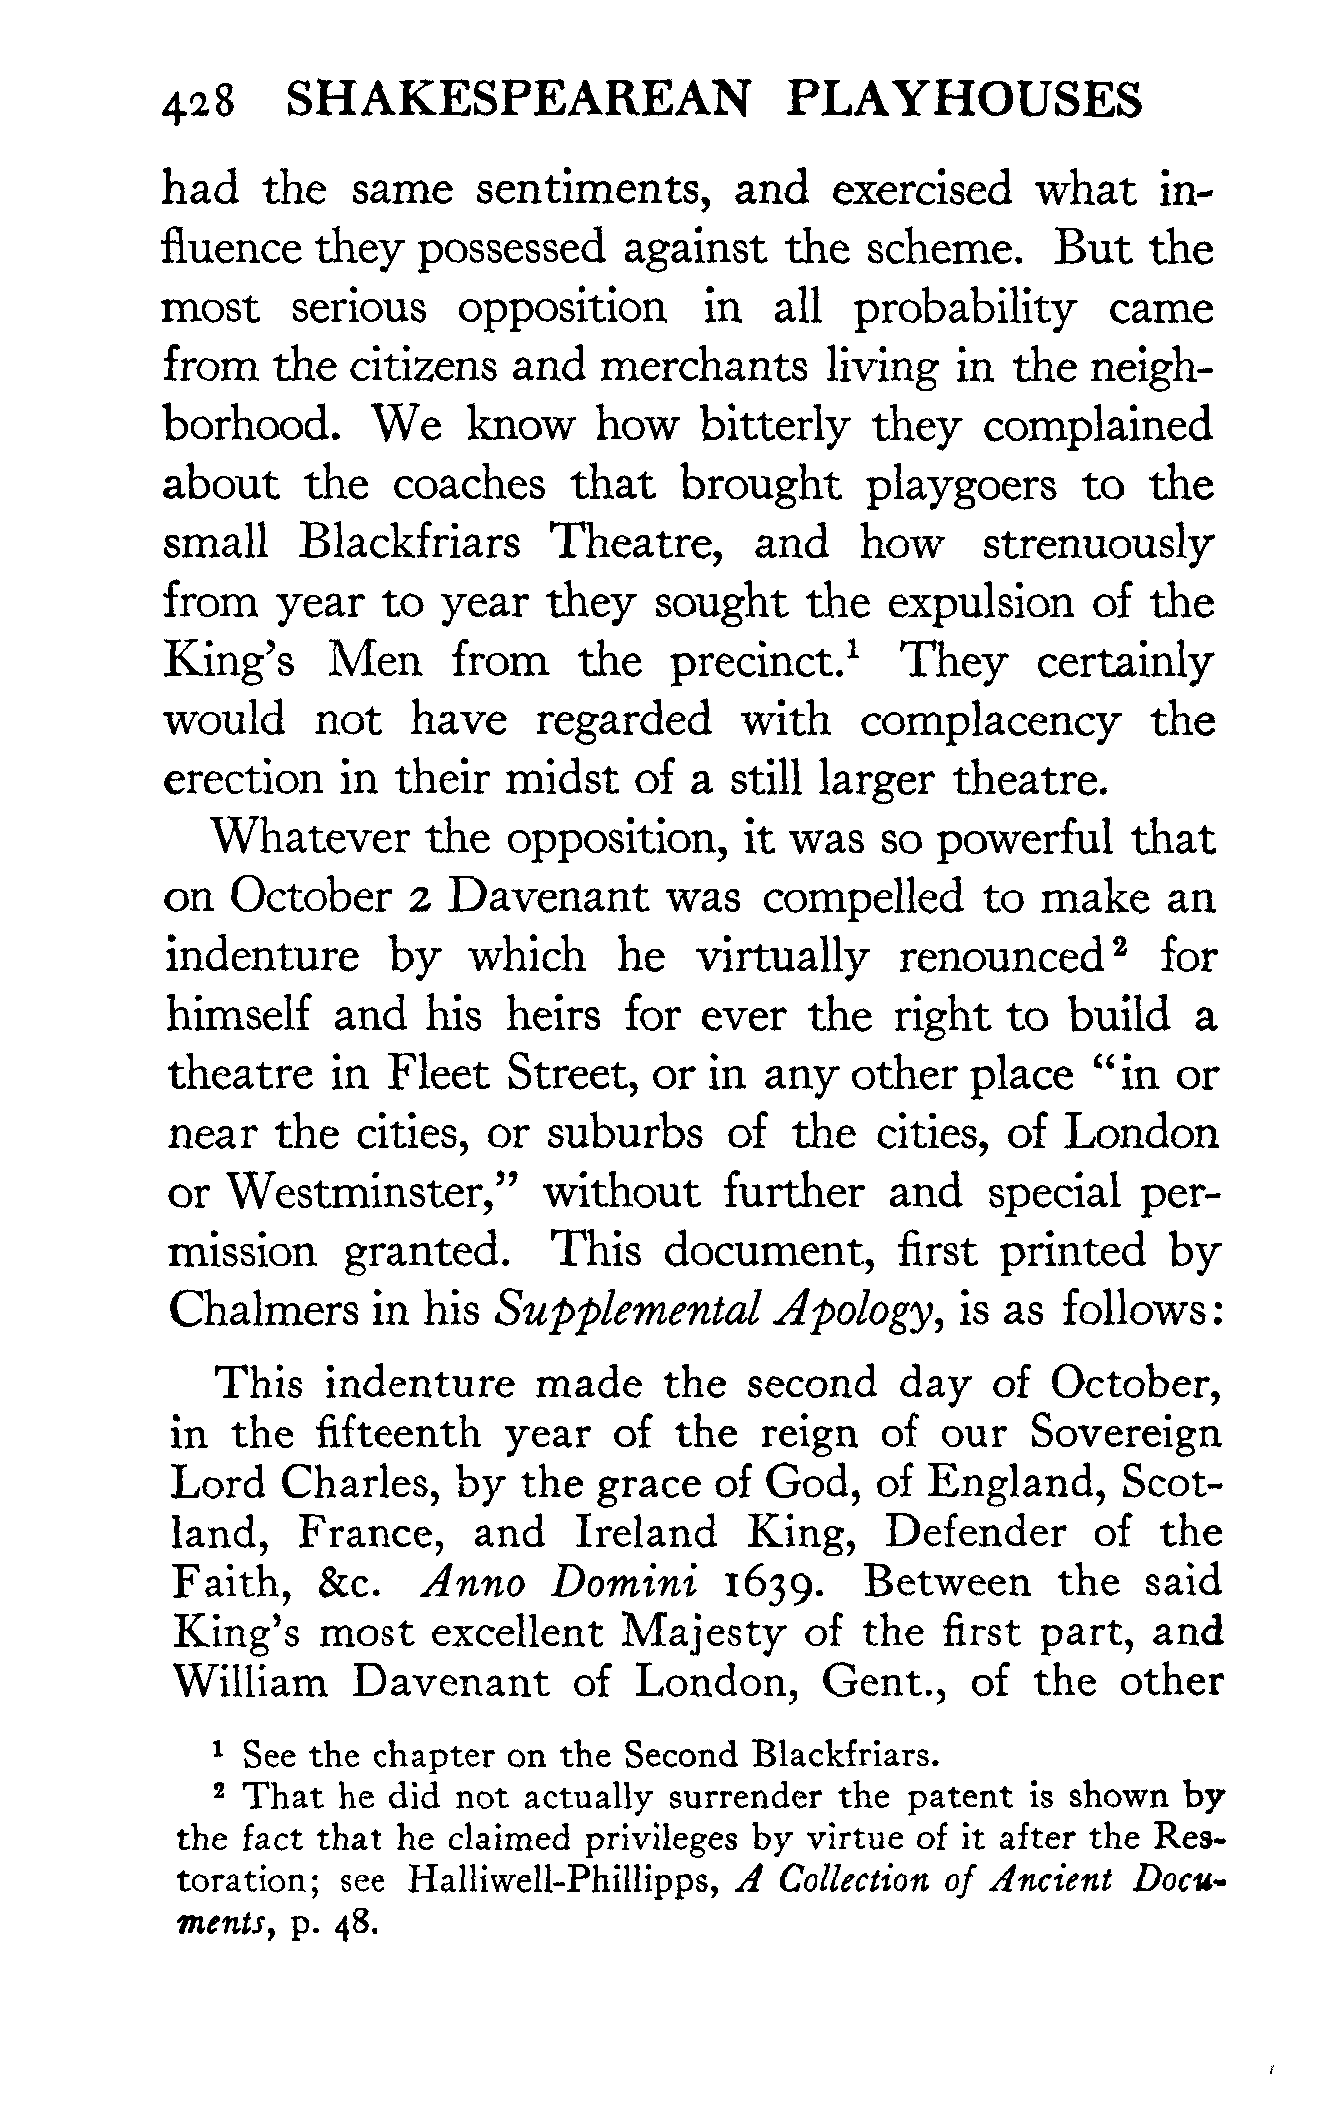 428 SHAKESPEAREAN PLAYHOUSES
had the same sentiments, and exercised what in-
fluence they possessed against the scheme. But the
most serious opposition in all probability came
from the citizens and merchants living in the neigh-
borhood. We know how bitterly they complained
about the coaches that brought playgoers to the
small Blackfriars Theatre, and how strenuously
from year to year they sought the expulsion of the
King's Men from the precinct.¹ They certainly
would not have regarded with complacency the
erection in their midst of a still larger theatre.
Whatever the opposition, it was so powerful that
on October 2 Davenant was compelled to make an
indenture by which he virtually renounced² for
himself and his heirs for ever the right to build a
theatre in Fleet Street, or in any other place “in or
near the cities, or suburbs of the cities, of London
or Westminster,” without further and special per-
mission granted. This document, first printed by
Chalmers in his Supplemental Apology, is as follows:
This indenture made the second day of October,
in the fifteenth year of the reign of our Sovereign
Lord Charles, by the grace of God, of England, Scot-
land, France, and Ireland King, Defender of the
Faith, &c. Anno Domini 1639. Between the said
King's most excellent Majesty of the first part, and
William Davenant of London, Gent., of the other
¹ See the chapter on the Second Blackfriars.
² That he did not actually surrender the patent is shown by
the fact that he claimed privileges by virtue of it after the Res-
toration; see Halliwell-Phillipps, A Collection of Ancient Docu-
ments, p. 48.